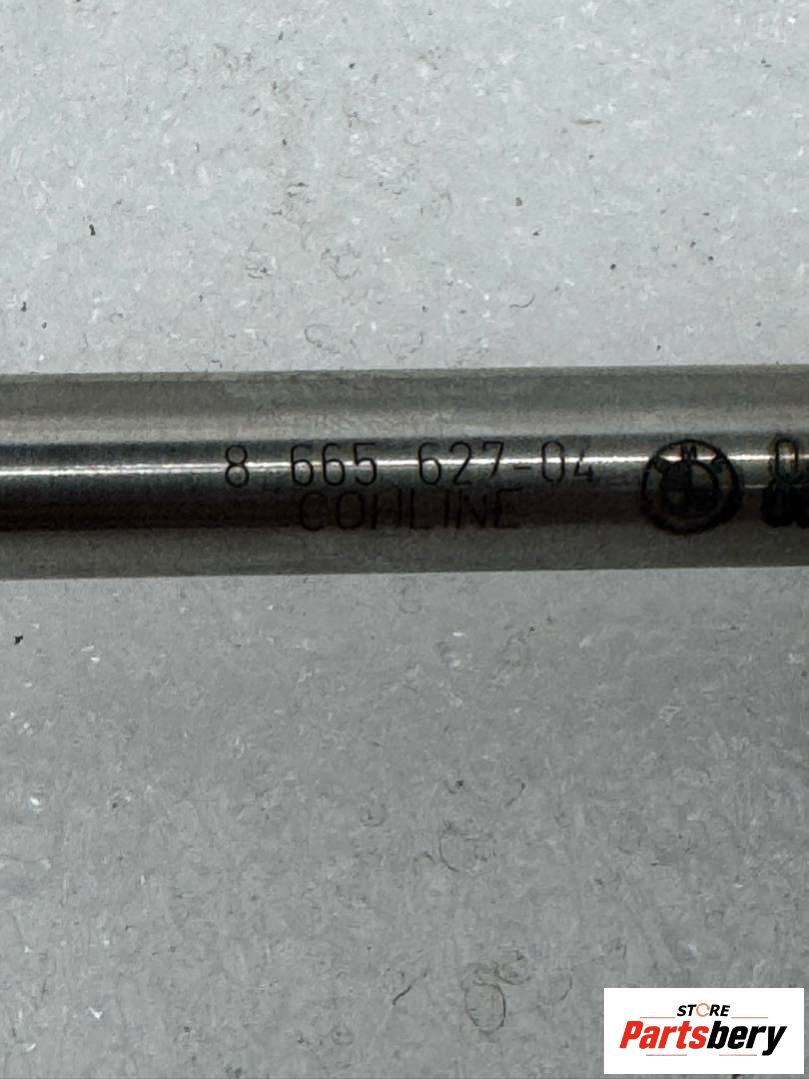 8 665 627-04
COHLINE
STORE
Partsbery